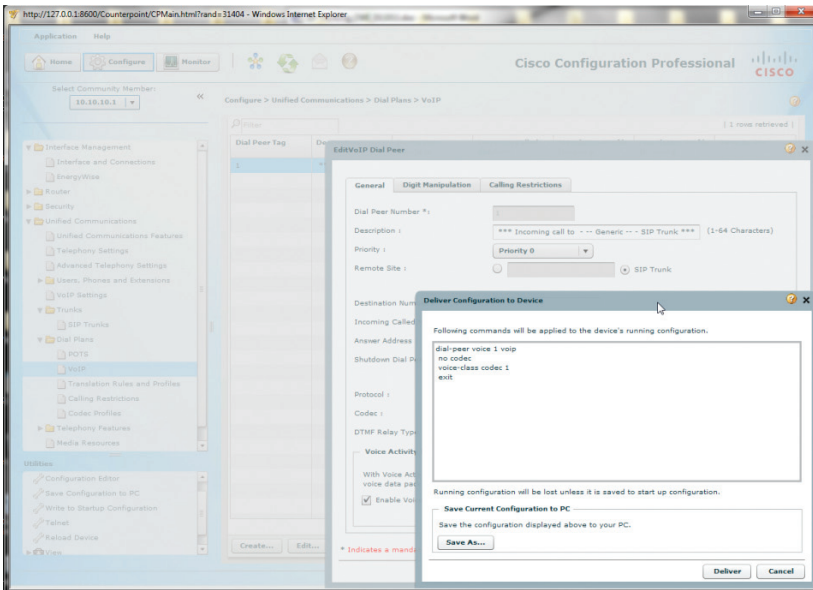 http://127.0.0.1:8600/Counterpoint/CPMain.html?rand=31404 - Windows Internet Explorer
Application Help
Home Configure Monitor
Cisco Configuration Professional
CISCO
Select Community Member:
10.10.10.1
Configure > Unified Communications > Dial Plans > VoIP
Filter
( 1 rows retrieved )
Dial Peer Tag
1
Interface Management
Interface and Connections
EnergyWise
Router
Security
Unified Communications
Unified Communications Features
Telephony Settings
Advanced Telephony Settings
Users, Phones and Extensions
VoIP Settings
Trunks
SIP Trunks
Dial Plans
POTS
VoIP
Translation Rules and Profiles
Calling Restrictions
Codec Profiles
Telephony Features
Media Resources
Utilities
Configuration Editor
Save Configuration to PC
Write to Startup Configuration
Telnet
Reload Device
View
Create... Edit...
EditVoIP Dial Peer
General Digit Manipulation Calling Restrictions
Dial Peer Number *:
Description : *** Incoming call to - -- Generic -- - SIP Trunk *** (1-64 Characters)
Priority : Priority 0
Remote Site : SIP Trunk
Destination Num
Incoming Called
Answer Address
Shutdown Dial P
Protocol :
Codec :
DTMF Relay Type
Voice Activity
With Voice Act
voice data pac
Enable Voi
* Indicates a manda
Deliver Configuration to Device
Following commands will be applied to the device's running configuration.
dial-peer voice 1 voip
no codec
voice-class codec 1
exit
Running configuration will be lost unless it is saved to start up configuration.
Save Current Configuration to PC
Save the configuration displayed above to your PC.
Save As...
Deliver Cancel